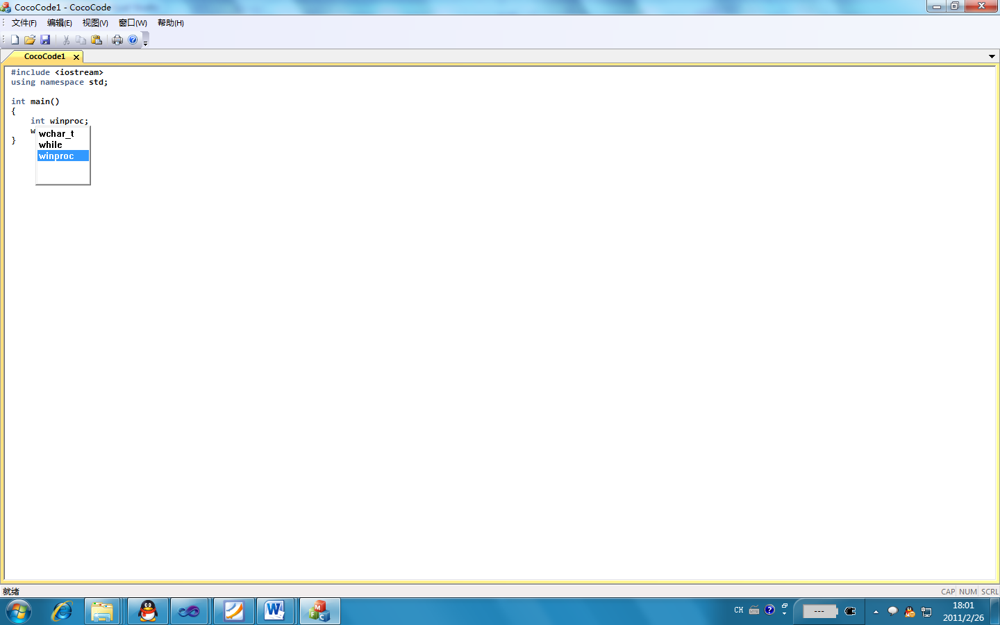 CocoCode1 - CocoCode
文件(F) 编辑(E) 视图(V) 窗口(W) 帮助(H)
CocoCode1
#include <iostream>
using namespace std;
int main()
{
int winproc;
w
}
wchar_t
while
winproc
就绪
CAP NUM SCRL
CH
---
18:01
2011/2/26